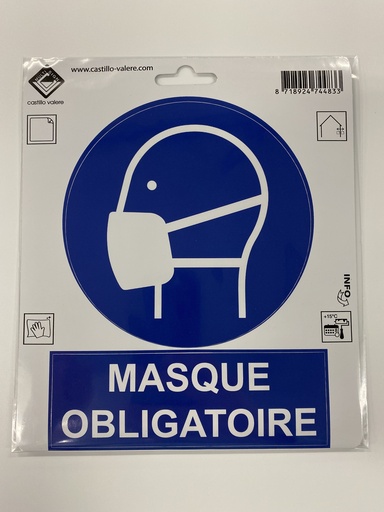 www.castillo-valere.com
castillo valere
8 718924 744833
INFO
+15°C
MASQUE
OBLIGATOIRE